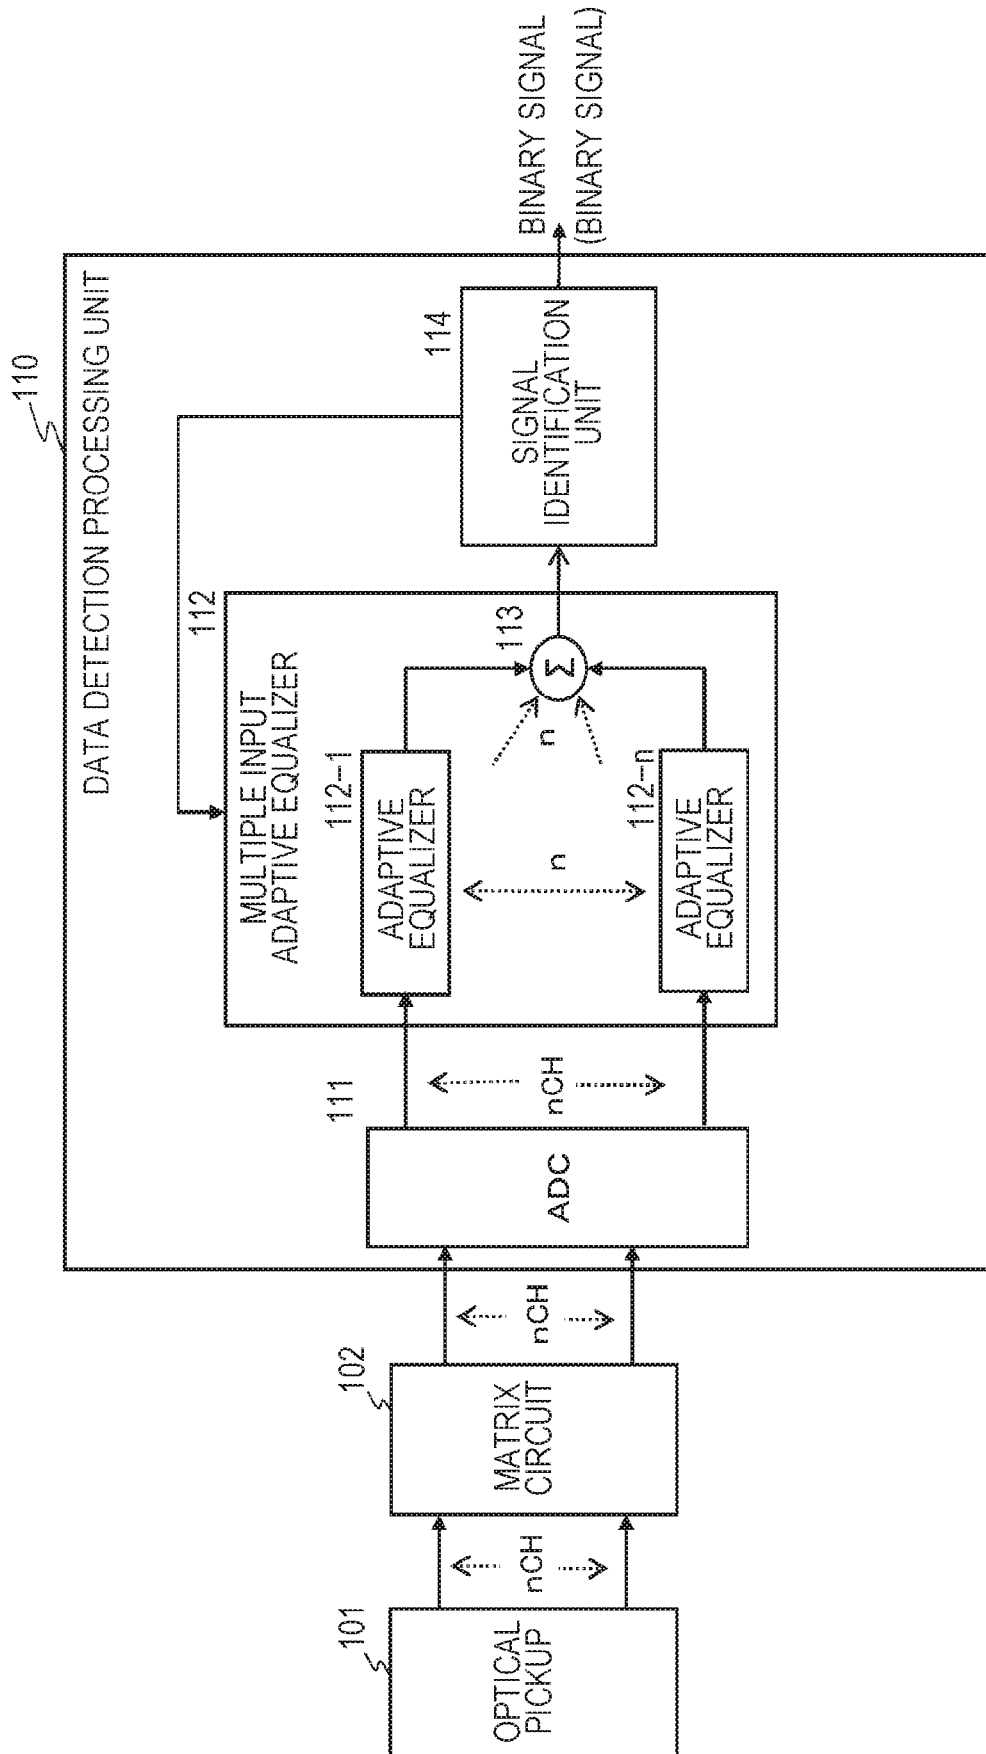 110
DATA DETECTION PROCESSING UNIT
101
OPTICAL
PICKUP
nCH
102
MATRIX
CIRCUIT
nCH
111
ADC
nCH
112
MULTIPLE INPUT
ADAPTIVE EQUALIZER
112-1
ADAPTIVE
EQUALIZER
n
112-n
ADAPTIVE
EQUALIZER
n
113
Σ
114
SIGNAL
IDENTIFICATION
UNIT
BINARY SIGNAL
(BINARY SIGNAL)